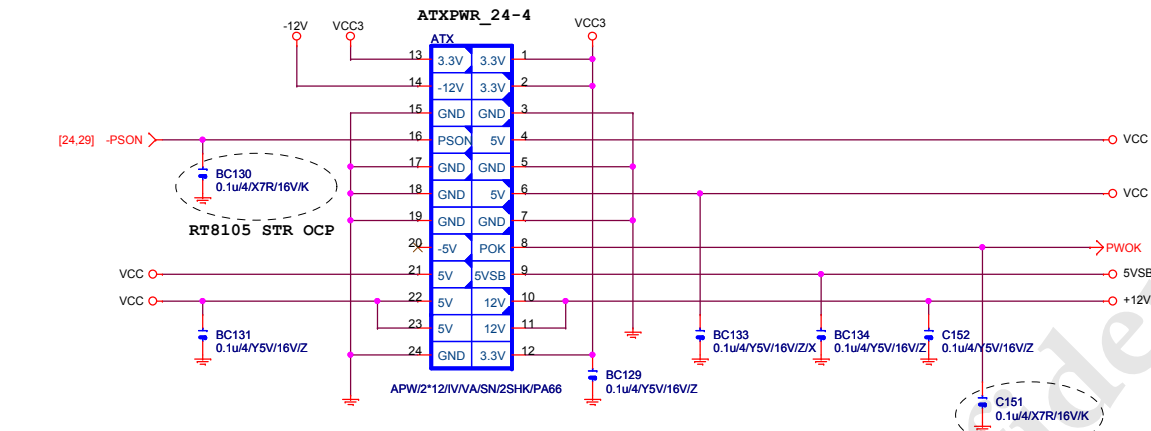 ATXPWR_24-4
-12V VCC3 VCC3
ATX
13 3.3V 3.3V 1
14 -12V 3.3V 2
15 GND GND 3
[24,29] -PSON 16 PSON 5V 4 VCC
17 GND GND 5
BC130
0.1u/4/X7R/16V/K
18 GND 5V 6 VCC
19 GND GND 7
RT8105 STR OCP
20 -5V POK 8 PWOK
VCC 21 5V 5VSB 9 5VSB
VCC 22 5V 12V 10 +12V
23 5V 12V 11
BC131
0.1u/4/Y5V/16V/Z
BC133
0.1u/4/Y5V/16V/Z/X
BC134
0.1u/4/Y5V/16V/Z
C152
0.1u/4/Y5V/16V/Z
24 GND 3.3V 12
BC129
0.1u/4/Y5V/16V/Z
APW/2*12/IV/VA/SN/2SHK/PA66
C151
0.1u/4/X7R/16V/K
fide